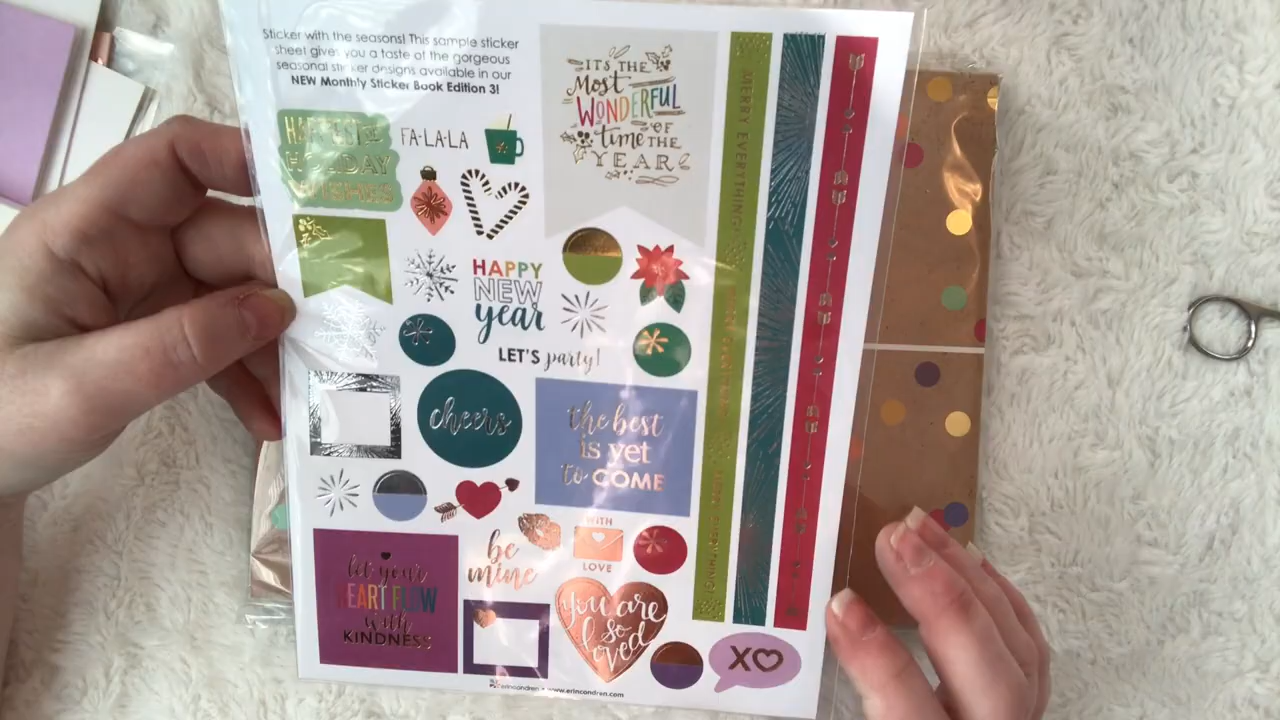 Sticker with the seasons! This sample sticker
sheet gives you a taste of the gorgeous
seasonal sticker designs available in our
NEW Monthly Sticker Book Edition 3!
HAPPIEST
HOLIDAY
WISHES
FA-LA-LA
IT'S THE
Most
WONDERFUL
time OF THE
YEAR
MERRY EVERYTHING!
HAPPY
NEW
year
LET'S party!
cheers
the best
is yet
to COME
let your
HEART FLOW
with
KINDNESS
be
mine
WITH
LOVE
you are
so
loved
XO
erincondren • www.erincondren.com